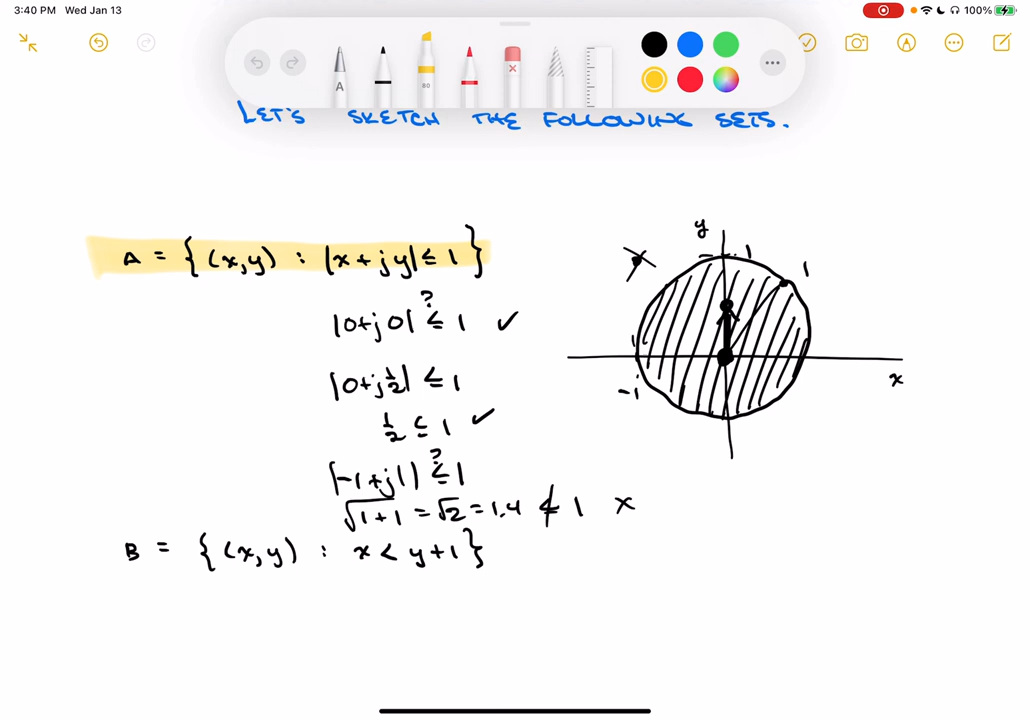 3:40 PM Wed Jan 13
100%
A
80
LET'S SKETCH THE FOLLOWING SETS.
A = {(x,y) : |x + jy| ≤ 1}
|0+j0| ≤? 1 ✓
|0+j½| ≤ 1
½ ≤ 1 ✓
|-1+j1| ≤? 1
√1+1 = √2 = 1.4 ≰ 1 x
B = {(x,y) : x < y+1}
y
1
1
-1
x